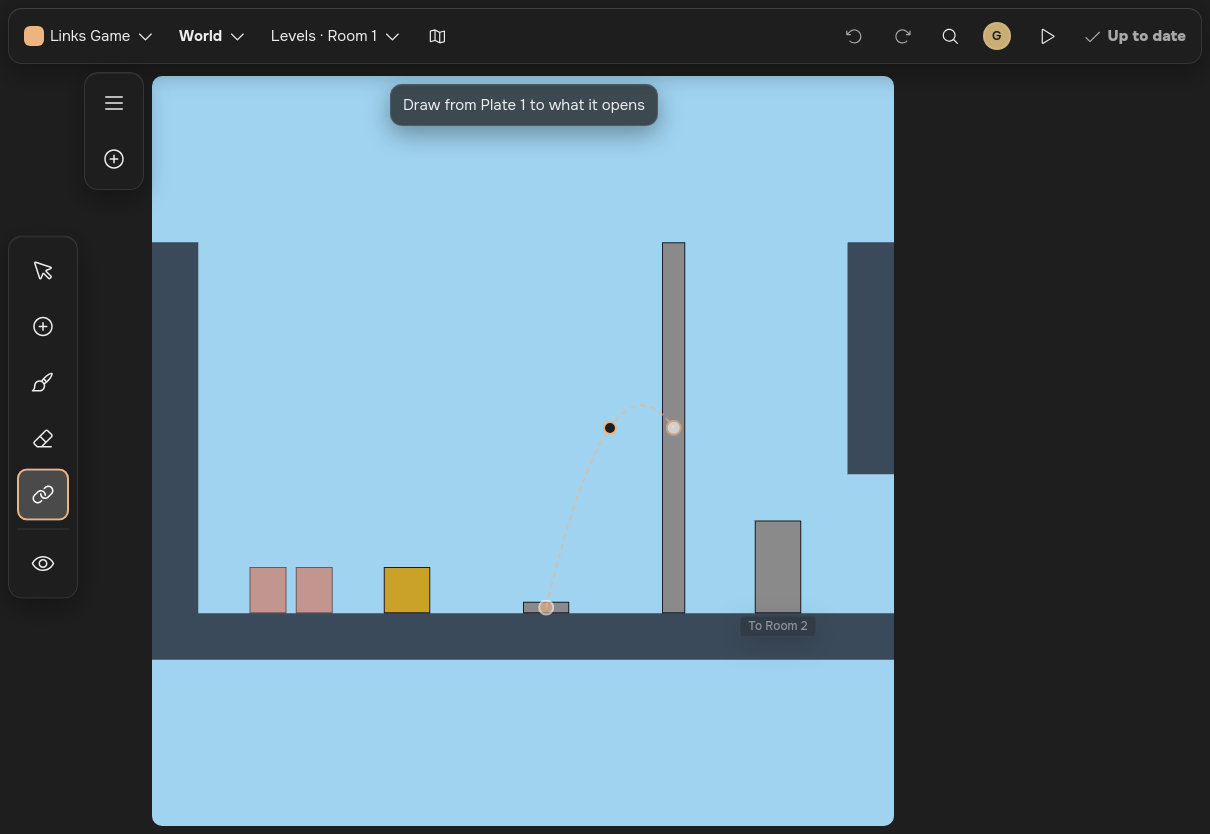 Links Game
World
Levels · Room 1
G
Up to date
Draw from Plate 1 to what it opens
To Room 2